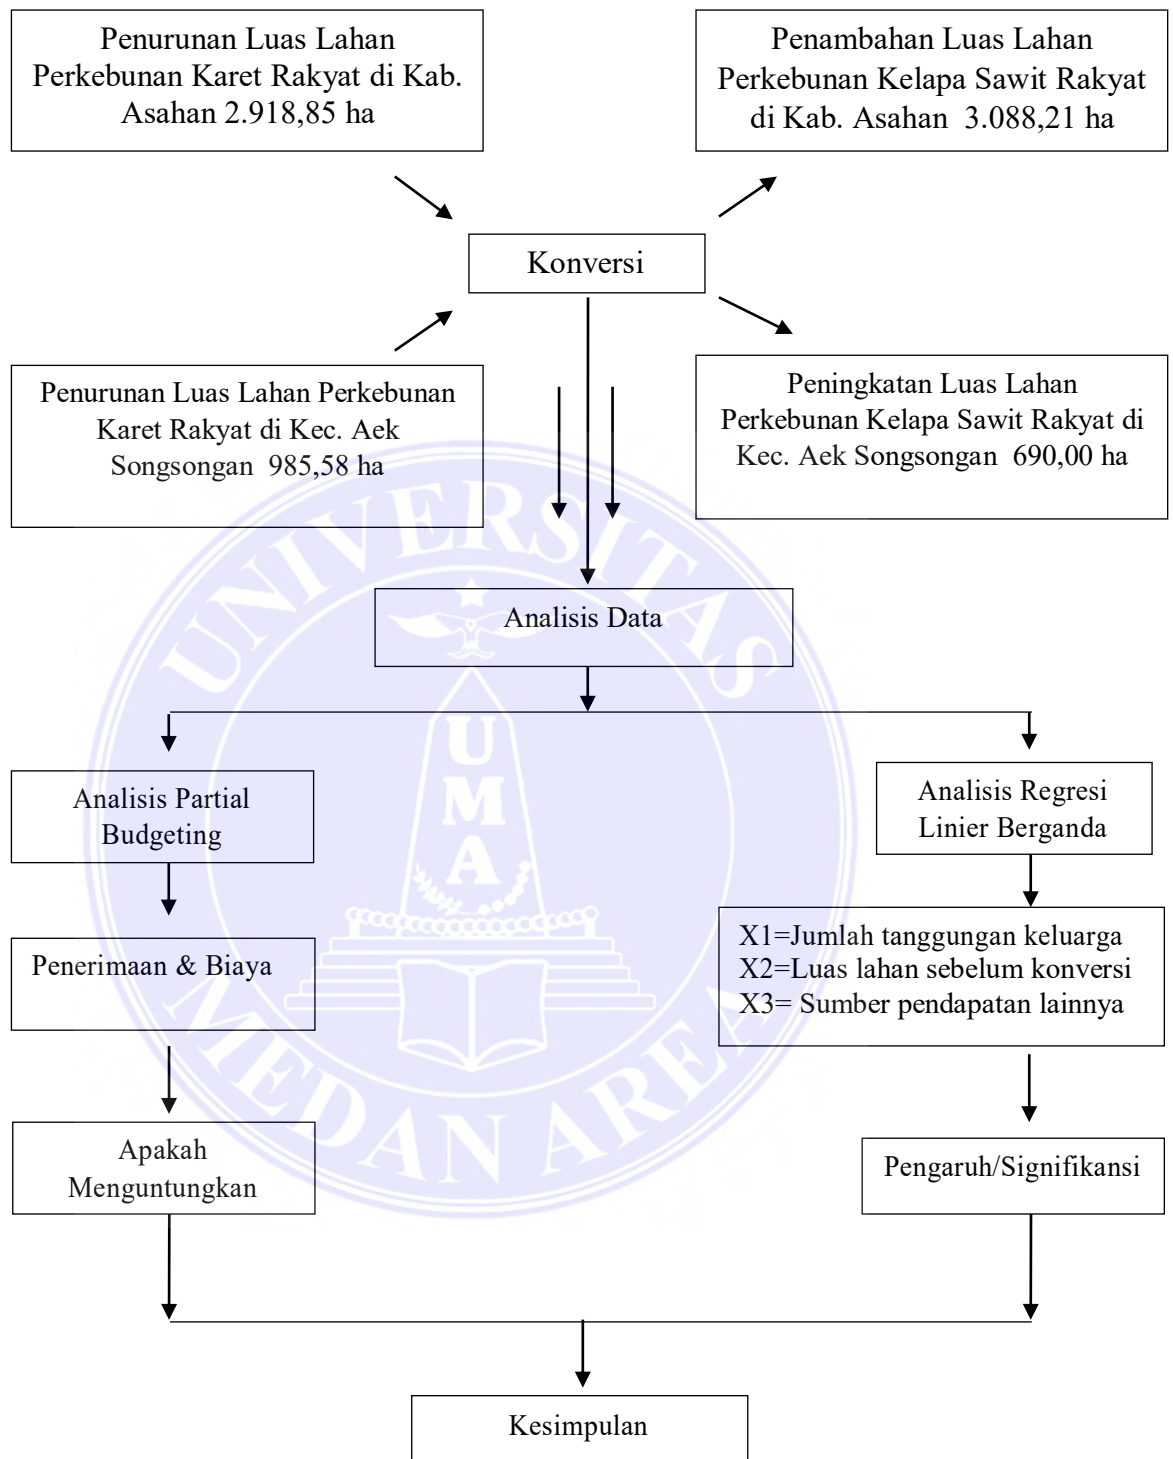 Penurunan Luas Lahan
Perkebunan Karet Rakyat di Kab.
Asahan 2.918,85 ha
Penambahan Luas Lahan
Perkebunan Kelapa Sawit Rakyat
di Kab. Asahan 3.088,21 ha
Konversi
Penurunan Luas Lahan Perkebunan
Karet Rakyat di Kec. Aek
Songsongan 985,58 ha
Peningkatan Luas Lahan
Perkebunan Kelapa Sawit Rakyat di
Kec. Aek Songsongan 690,00 ha
UNIVERSITAS
MEDAN AREA
UMA
Analisis Data
Analisis Partial
Budgeting
Analisis Regresi
Linier Berganda
Penerimaan & Biaya
X1=Jumlah tanggungan keluarga
X2=Luas lahan sebelum konversi
X3= Sumber pendapatan lainnya
Apakah
Menguntungkan
Pengaruh/Signifikansi
Kesimpulan